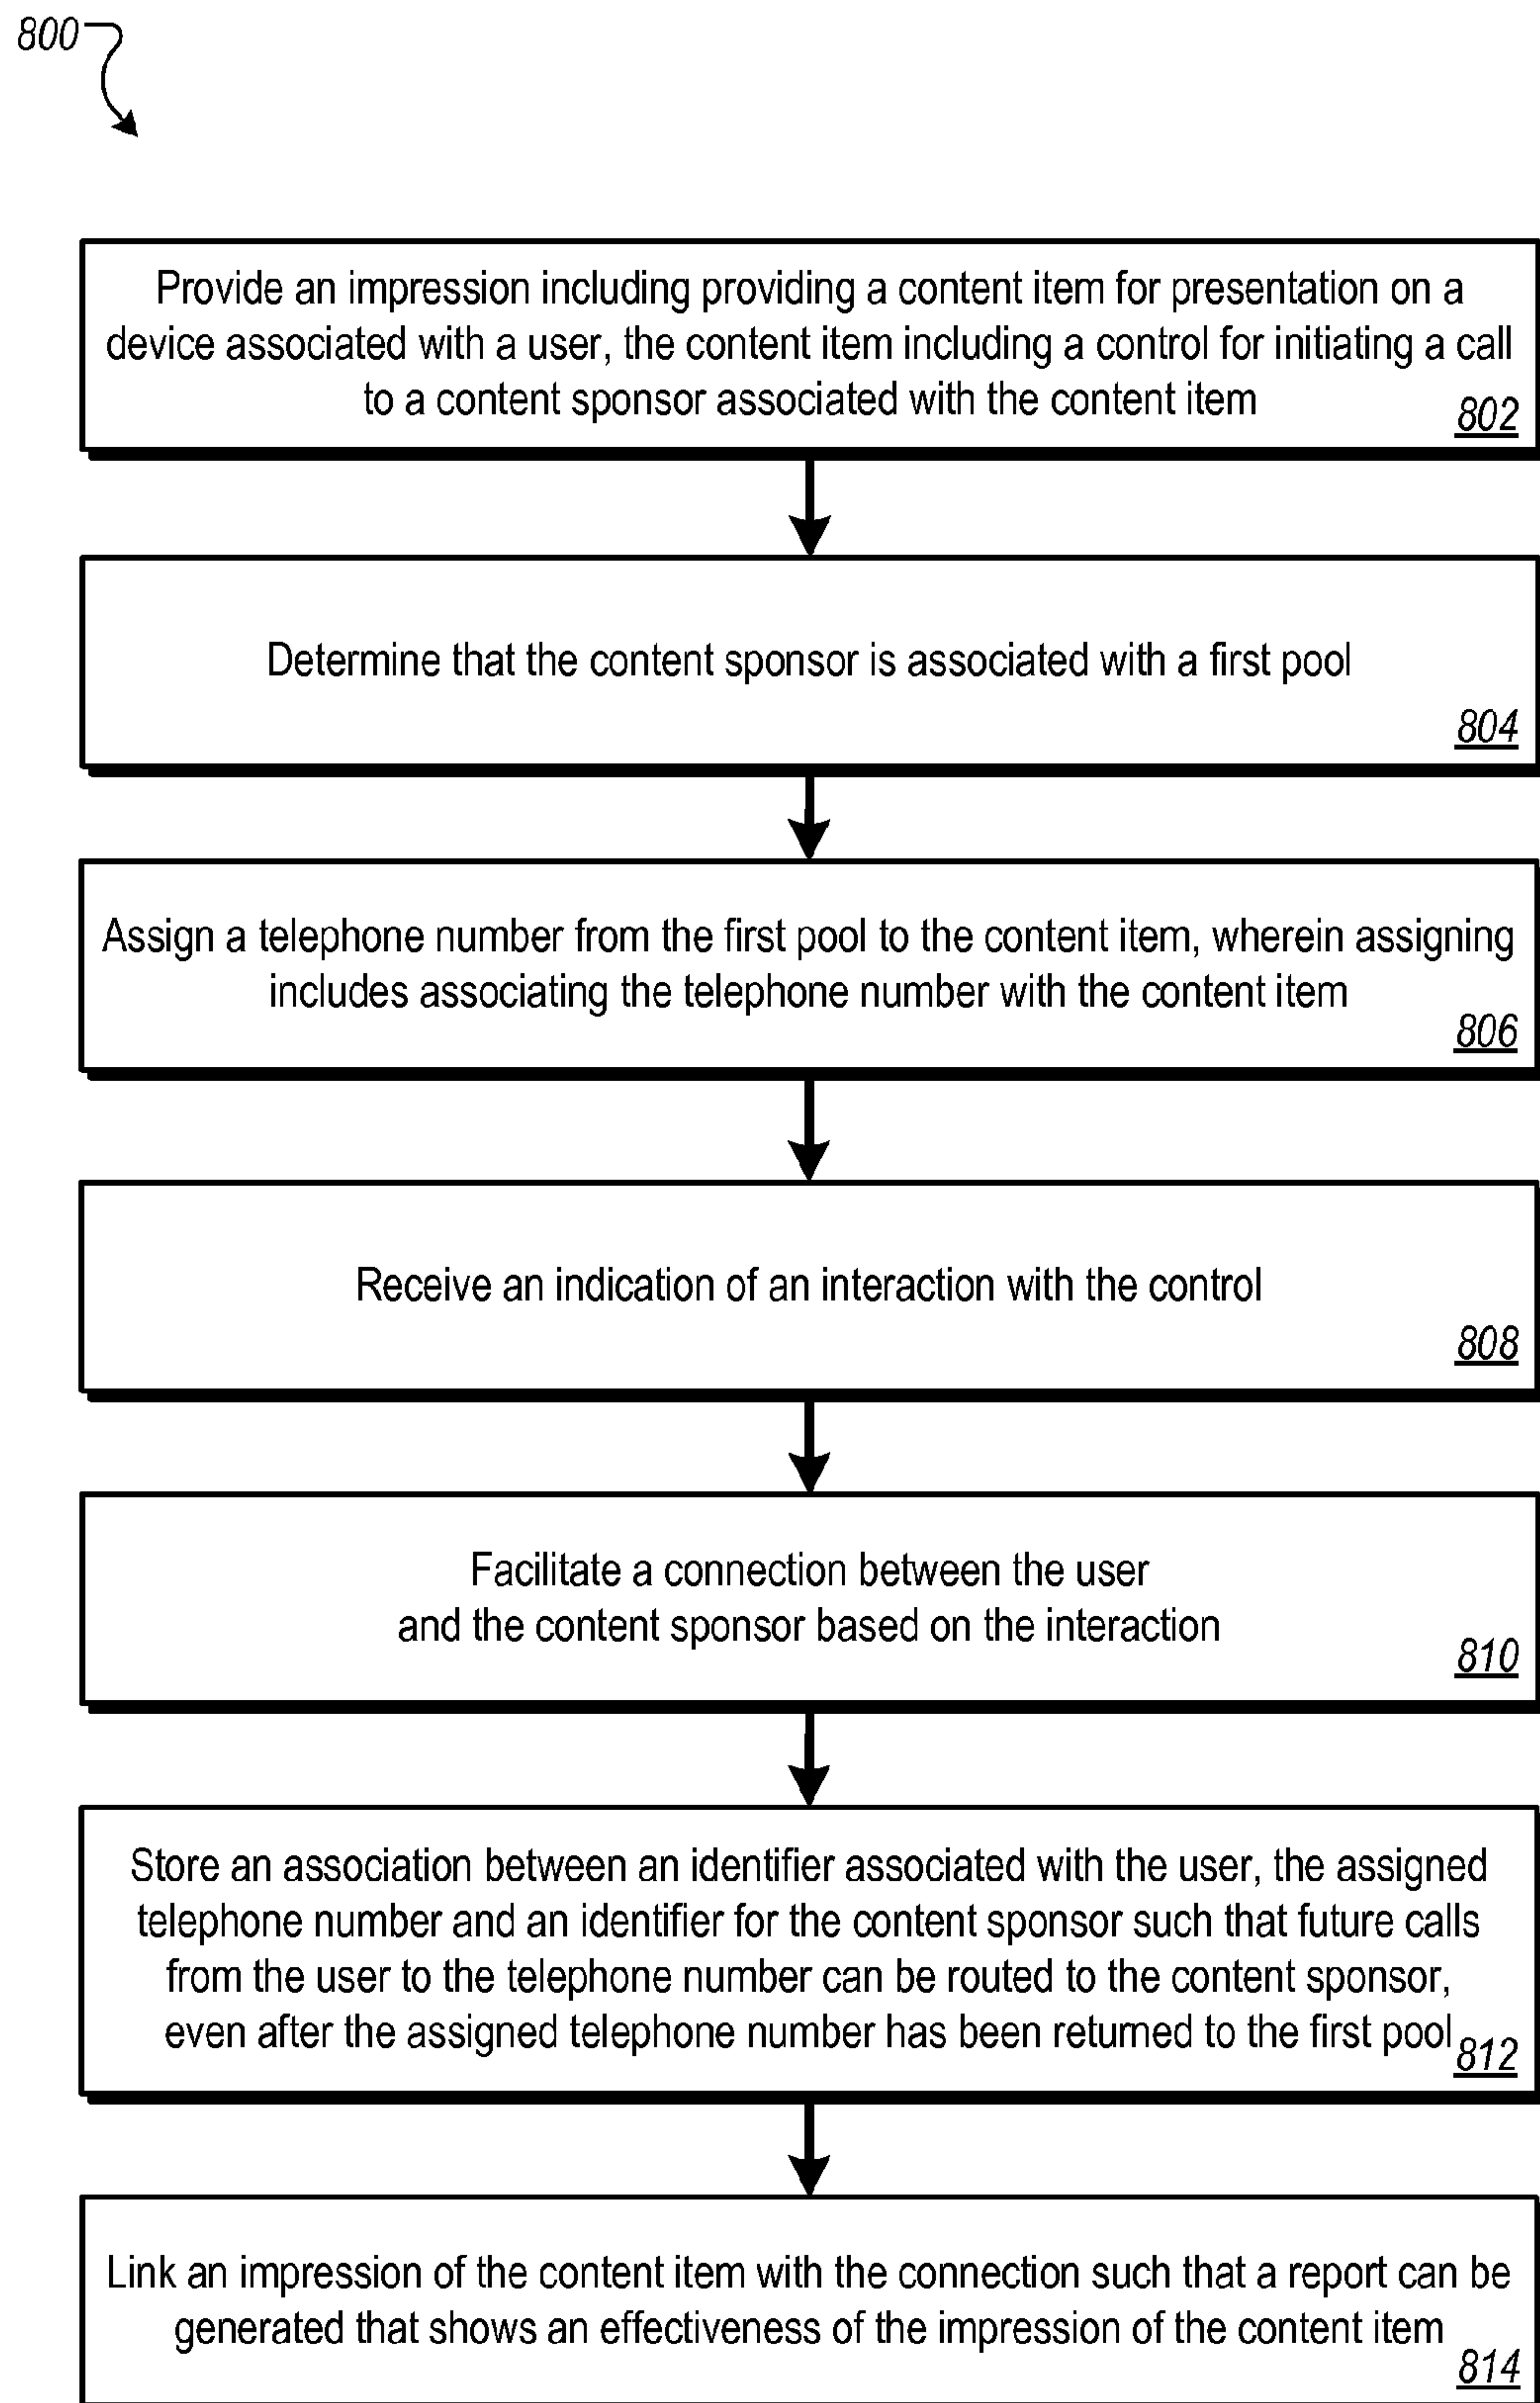 800
Provide an impression including providing a content item for presentation on a
device associated with a user, the content item including a control for initiating a call
to a content sponsor associated with the content item
802
Determine that the content sponsor is associated with a first pool
804
Assign a telephone number from the first pool to the content item, wherein assigning
includes associating the telephone number with the content item
806
Receive an indication of an interaction with the control
808
Facilitate a connection between the user
and the content sponsor based on the interaction
810
Store an association between an identifier associated with the user, the assigned
telephone number and an identifier for the content sponsor such that future calls
from the user to the telephone number can be routed to the content sponsor,
even after the assigned telephone number has been returned to the first pool
812
Link an impression of the content item with the connection such that a report can be
generated that shows an effectiveness of the impression of the content item
814